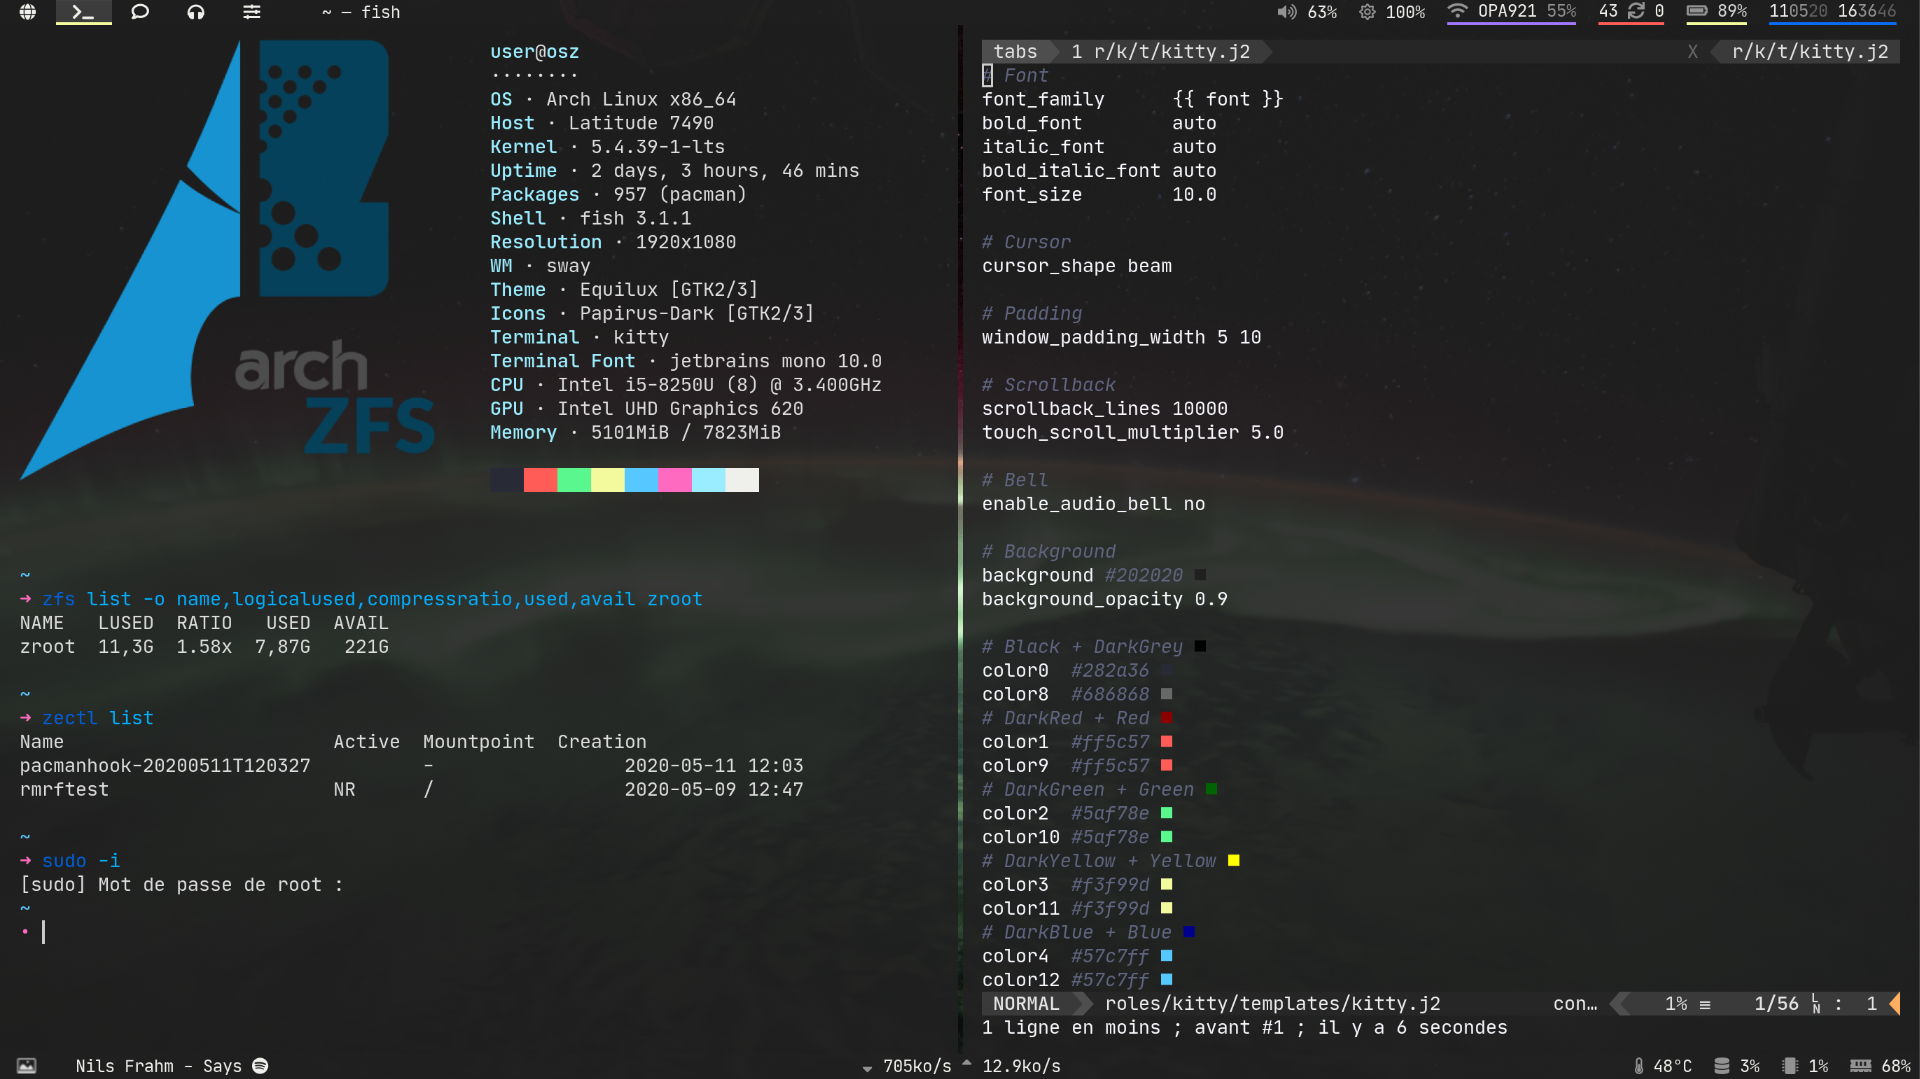 ~ – fish
63% 100% OPA921 55% 43 0 89% 110520 163646
arch
ZFS
user@osz
········
OS · Arch Linux x86_64
Host · Latitude 7490
Kernel · 5.4.39-1-lts
Uptime · 2 days, 3 hours, 46 mins
Packages · 957 (pacman)
Shell · fish 3.1.1
Resolution · 1920x1080
WM · sway
Theme · Equilux [GTK2/3]
Icons · Papirus-Dark [GTK2/3]
Terminal · kitty
Terminal Font · jetbrains mono 10.0
CPU · Intel i5-8250U (8) @ 3.400GHz
GPU · Intel UHD Graphics 620
Memory · 5101MiB / 7823MiB
~
➜ zfs list -o name,logicalused,compressratio,used,avail zroot
NAME LUSED RATIO USED AVAIL
zroot 11,3G 1.58x 7,87G 221G
~
➜ zectl list
Name Active Mountpoint Creation
pacmanhook-20200511T120327 - 2020-05-11 12:03
rmrftest NR / 2020-05-09 12:47
~
➜ sudo -i
[sudo] Mot de passe de root :
~
•
tabs 1 r/k/t/kitty.j2 X r/k/t/kitty.j2
# Font
font_family {{ font }}
bold_font auto
italic_font auto
bold_italic_font auto
font_size 10.0
# Cursor
cursor_shape beam
# Padding
window_padding_width 5 10
# Scrollback
scrollback_lines 10000
touch_scroll_multiplier 5.0
# Bell
enable_audio_bell no
# Background
background #202020
background_opacity 0.9
# Black + DarkGrey
color0 #282a36
color8 #686868
# DarkRed + Red
color1 #ff5c57
color9 #ff5c57
# DarkGreen + Green
color2 #5af78e
color10 #5af78e
# DarkYellow + Yellow
color3 #f3f99d
color11 #f3f99d
# DarkBlue + Blue
color4 #57c7ff
color12 #57c7ff
NORMAL roles/kitty/templates/kitty.j2 con… 1% ≡ 1/56 LN : 1
1 ligne en moins ; avant #1 ; il y a 6 secondes
Nils Frahm - Says
705ko/s 12.9ko/s
48°C 3% 1% 68%